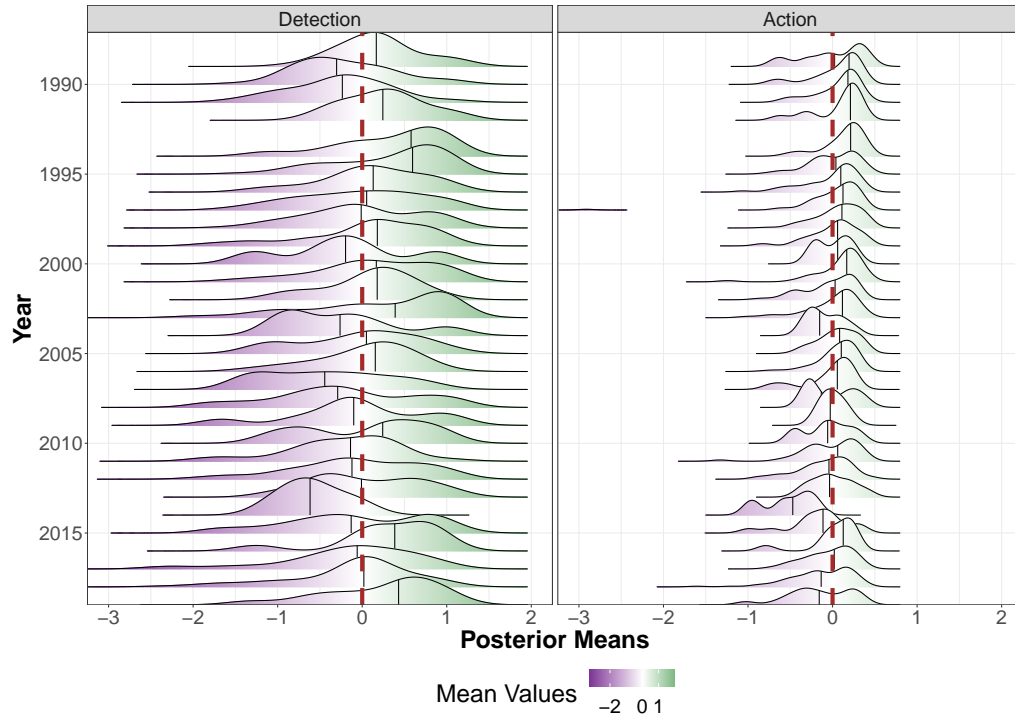 Detection Action
Year
1990
1995
2000
2005
2010
2015
−3 −2 −1 0 1 2 −3 −2 −1 0 1 2
Posterior Means
Mean Values
−2 0 1